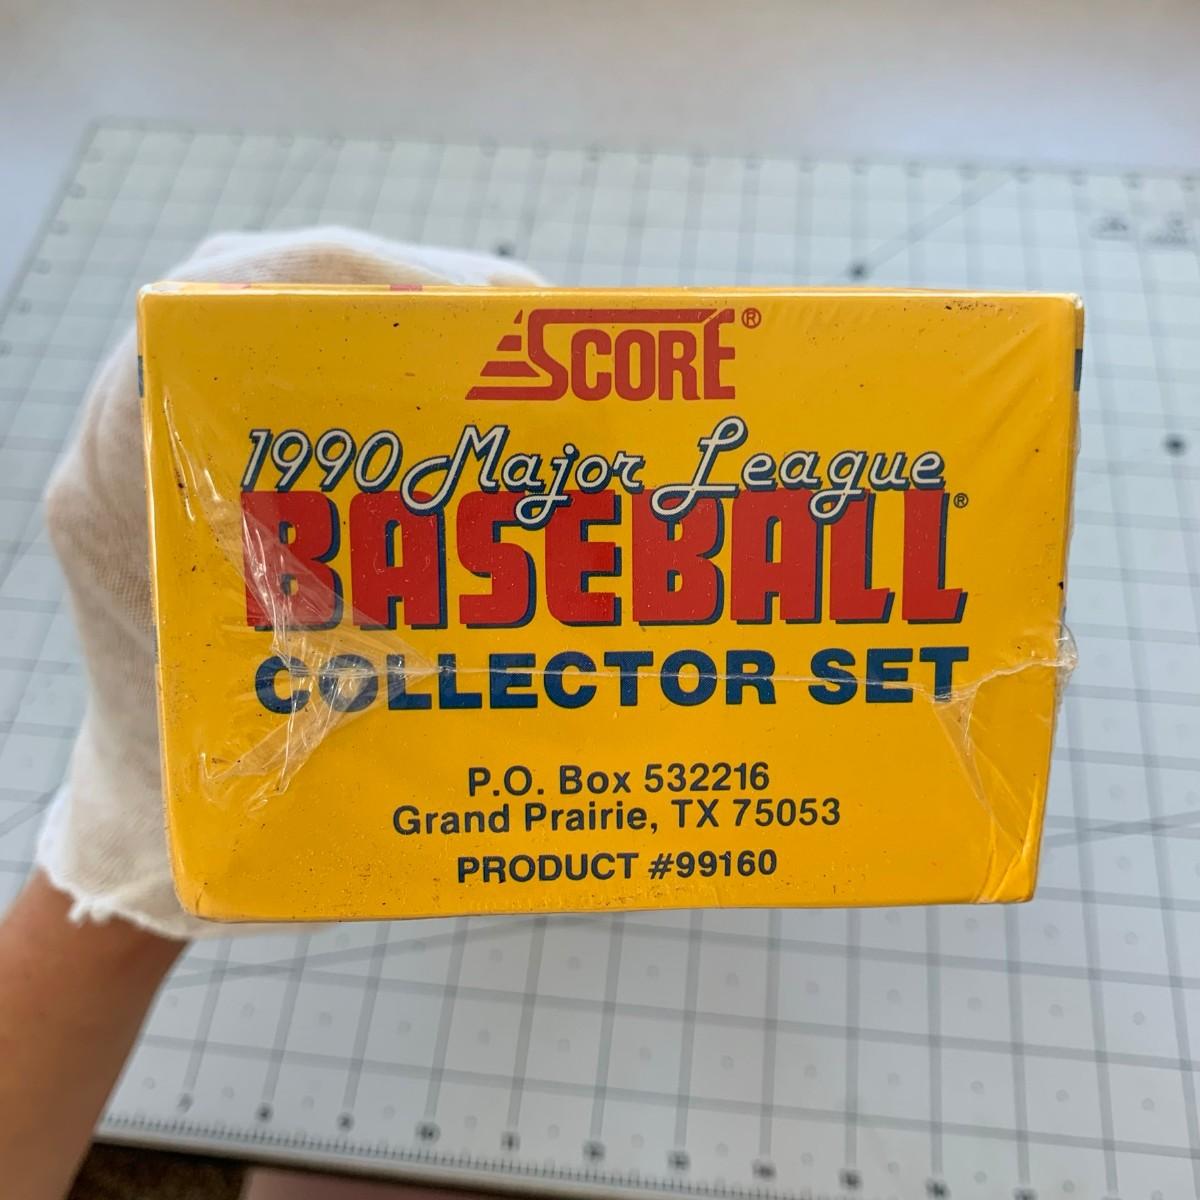 SCORE®
1990 Major League
BASEBALL®
COLLECTOR SET
P.O. Box 532216
Grand Prairie, TX 75053
PRODUCT #99160